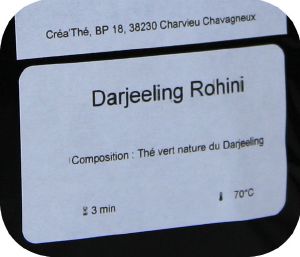 Créa'Thé, BP 18, 38230 Charvieu Chavagneux
Darjeeling Rohini
Composition : Thé vert nature du Darjeeling
3 min 70°C